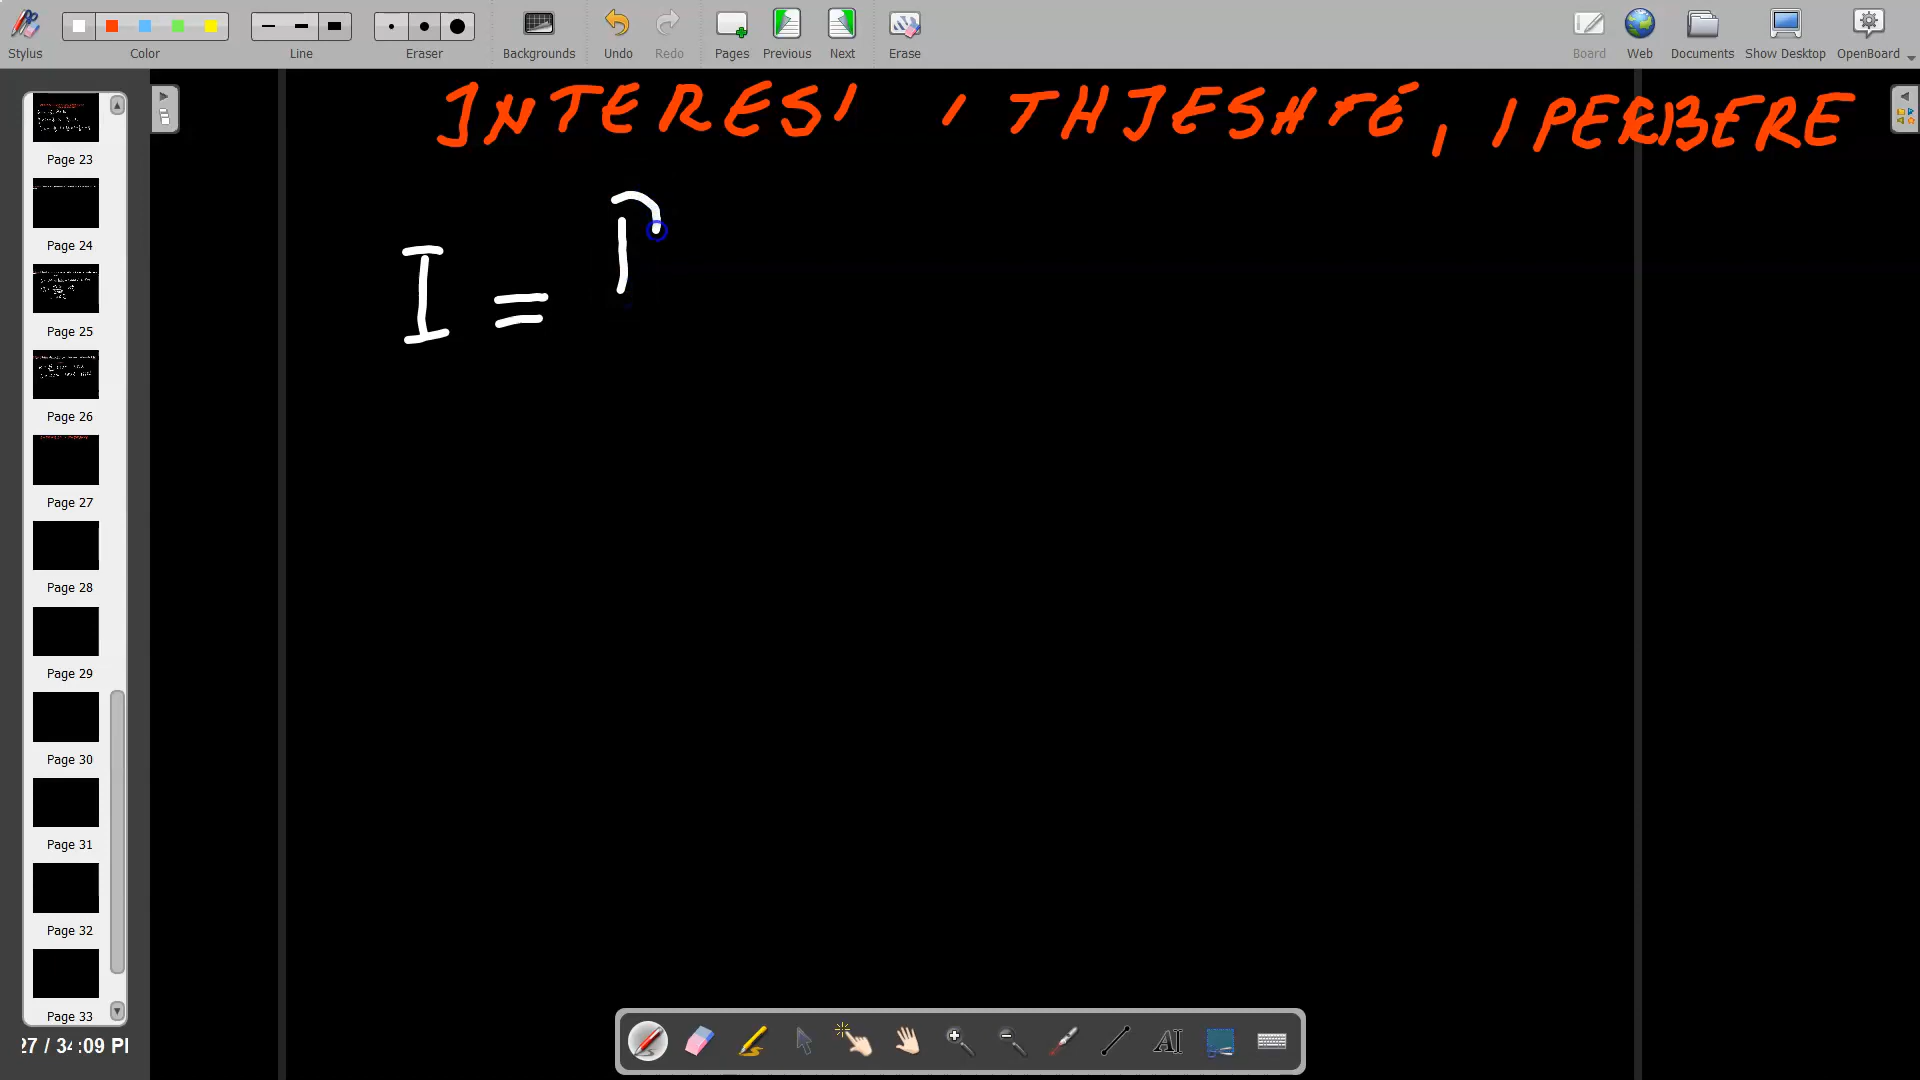 Stylus
Color
Line
Eraser
Backgrounds
Undo
Redo
Pages
Previous
Next
Erase
Board
Web
Documents
Show Desktop
OpenBoard
INTERESI I THJESHTË, I PERBERE
I = P
Page 23
Page 24
Page 25
Page 26
Page 27
Page 28
Page 29
Page 30
Page 31
Page 32
Page 33
AI